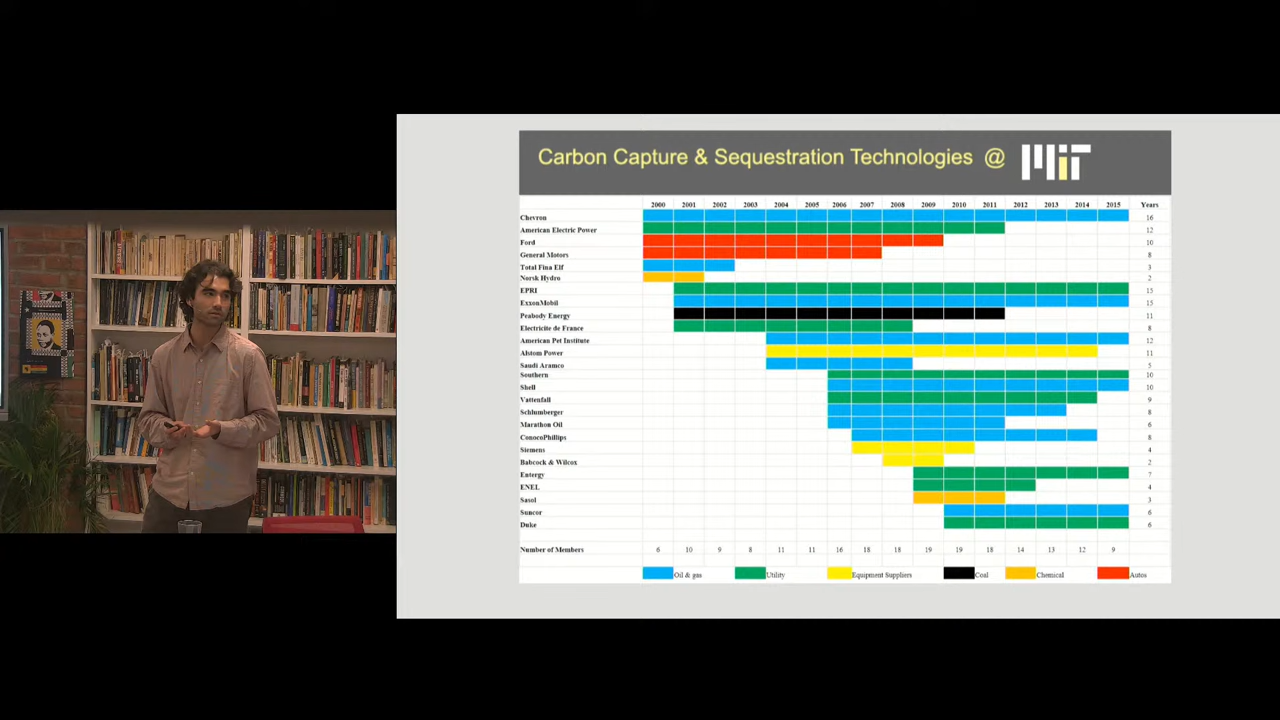 Carbon Capture & Sequestration Technologies @ MIT
2000 2001 2002 2003 2004 2005 2006 2007 2008 2009 2010 2011 2012 2013 2014 2015 Years
Chevron 16
American Electric Power 12
Ford 10
General Motors 8
Total Fina Elf 3
Norsk Hydro 2
EPRI 15
ExxonMobil 15
Peabody Energy 11
Electricite de France 8
American Pet Institute 12
Alstom Power 11
Saudi Aramco 5
Southern 10
Shell 10
Vattenfall 9
Schlumberger 8
Marathon Oil 6
ConocoPhillips 8
Siemens 4
Babcock & Wilcox 2
Entergy 7
ENEL 4
Sasol 3
Suncor 6
Duke 6
Number of Members 6 10 9 8 11 11 16 18 18 19 19 18 14 13 12 9
Oil & gas Utility Equipment Suppliers Coal Chemical Autos